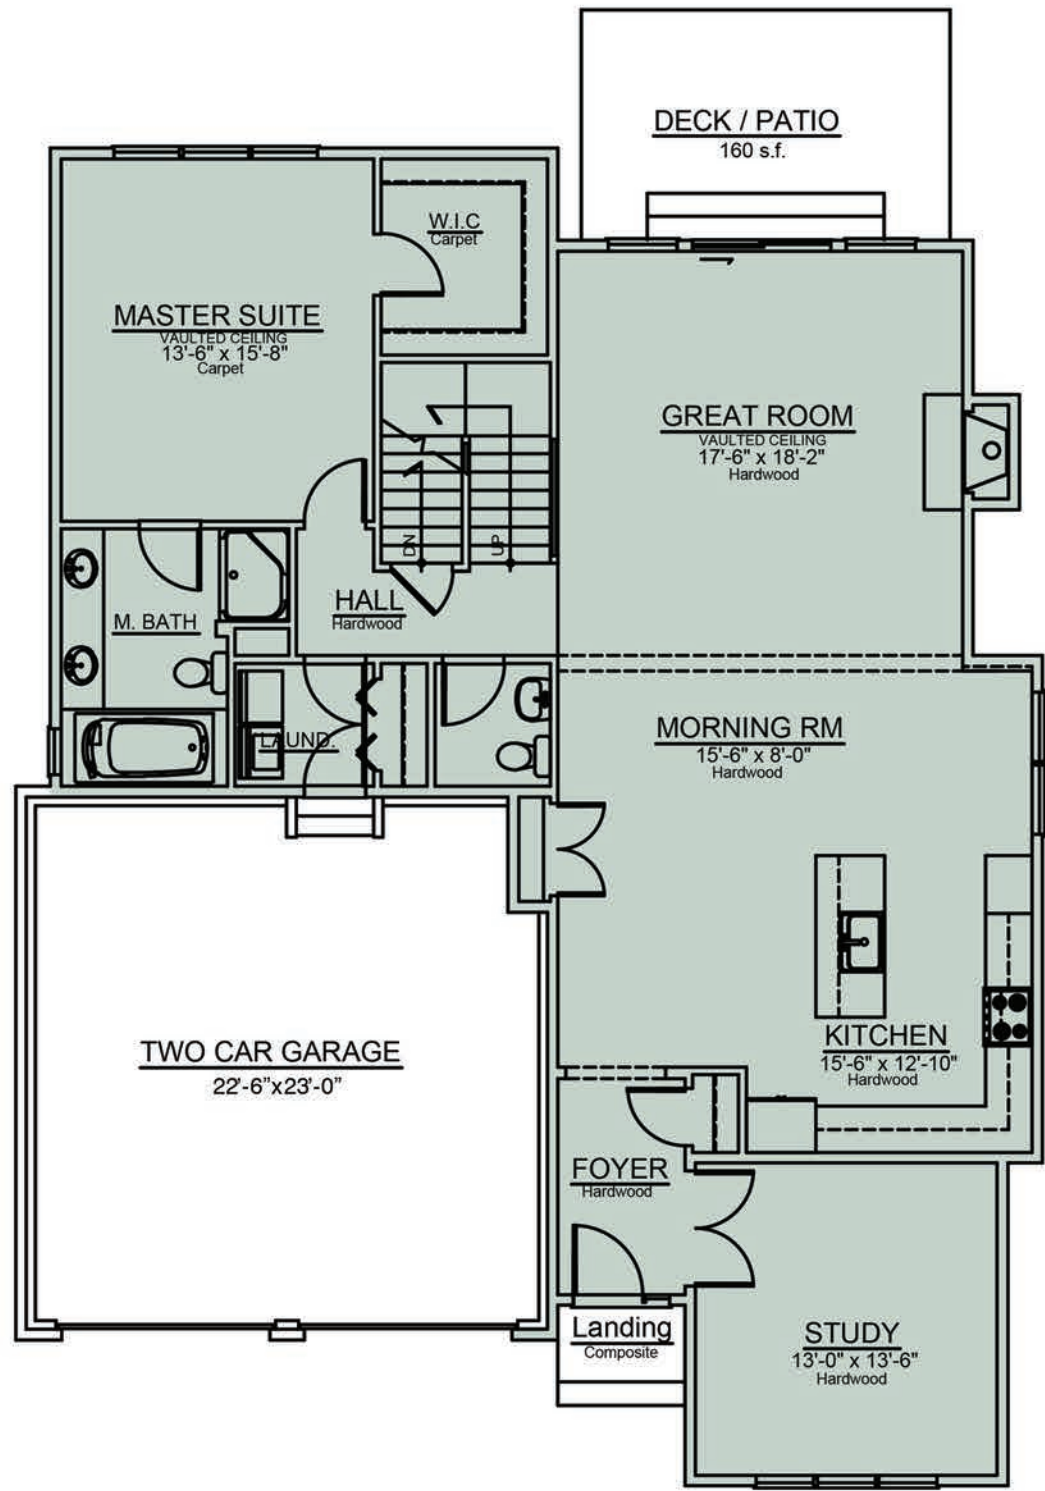 DECK / PATIO
160 s.f.
W.I.C
Carpet
MASTER SUITE
VAULTED CEILING
13'-6" x 15'-8"
Carpet
GREAT ROOM
VAULTED CEILING
17'-6" x 18'-2"
Hardwood
DN
UP
HALL
Hardwood
M. BATH
LAUND.
MORNING RM
15'-6" x 8'-0"
Hardwood
KITCHEN
15'-6" x 12'-10"
Hardwood
TWO CAR GARAGE
22'-6"x23'-0"
FOYER
Hardwood
Landing
Composite
STUDY
13'-0" x 13'-6"
Hardwood